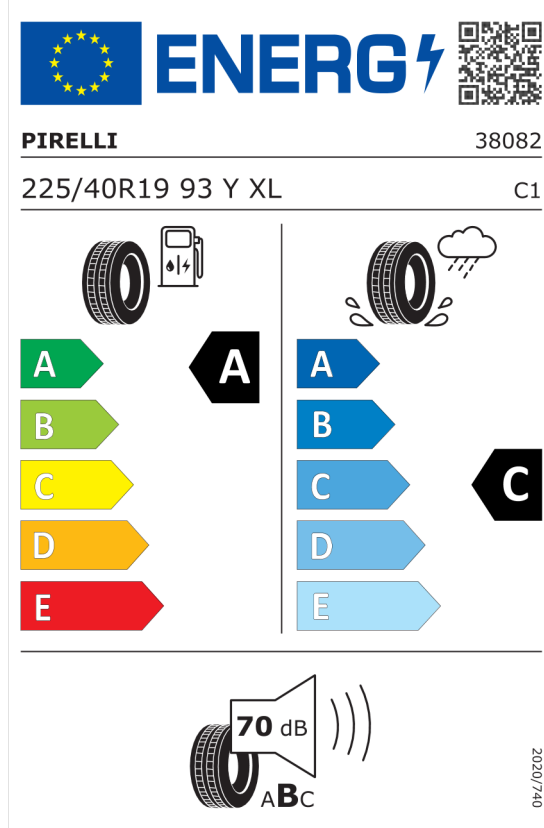 ENERG
PIRELLI 38082
225/40R19 93 Y XL C1
A A A
B B
C C C
D D
E E
70 dB
ABC
2020/740